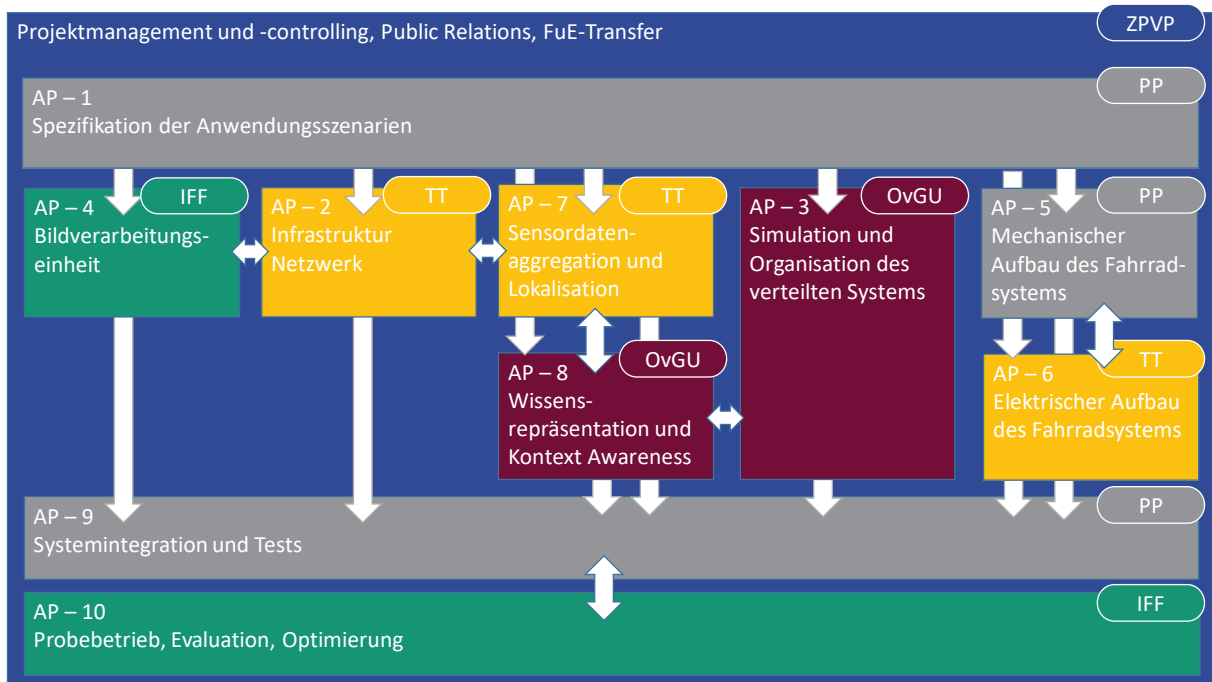 Projektmanagement und -controlling, Public Relations, FuE-Transfer
ZPVP
AP – 1
Spezifikation der Anwendungsszenarien
PP
AP – 4
Bildverarbeitungs-
einheit
IFF
AP – 2
Infrastruktur
Netzwerk
TT
AP – 7
Sensordaten-
aggregation und
Lokalisation
TT
AP – 3
Simulation und
Organisation des
verteilten Systems
OvGU
AP – 5
Mechanischer
Aufbau des Fahrrad-
systems
PP
AP – 8
Wissens-
repräsentation und
Kontext Awareness
OvGU
AP – 6
Elektrischer Aufbau
des Fahrradsystems
TT
AP – 9
Systemintegration und Tests
PP
AP – 10
Probebetrieb, Evaluation, Optimierung
IFF